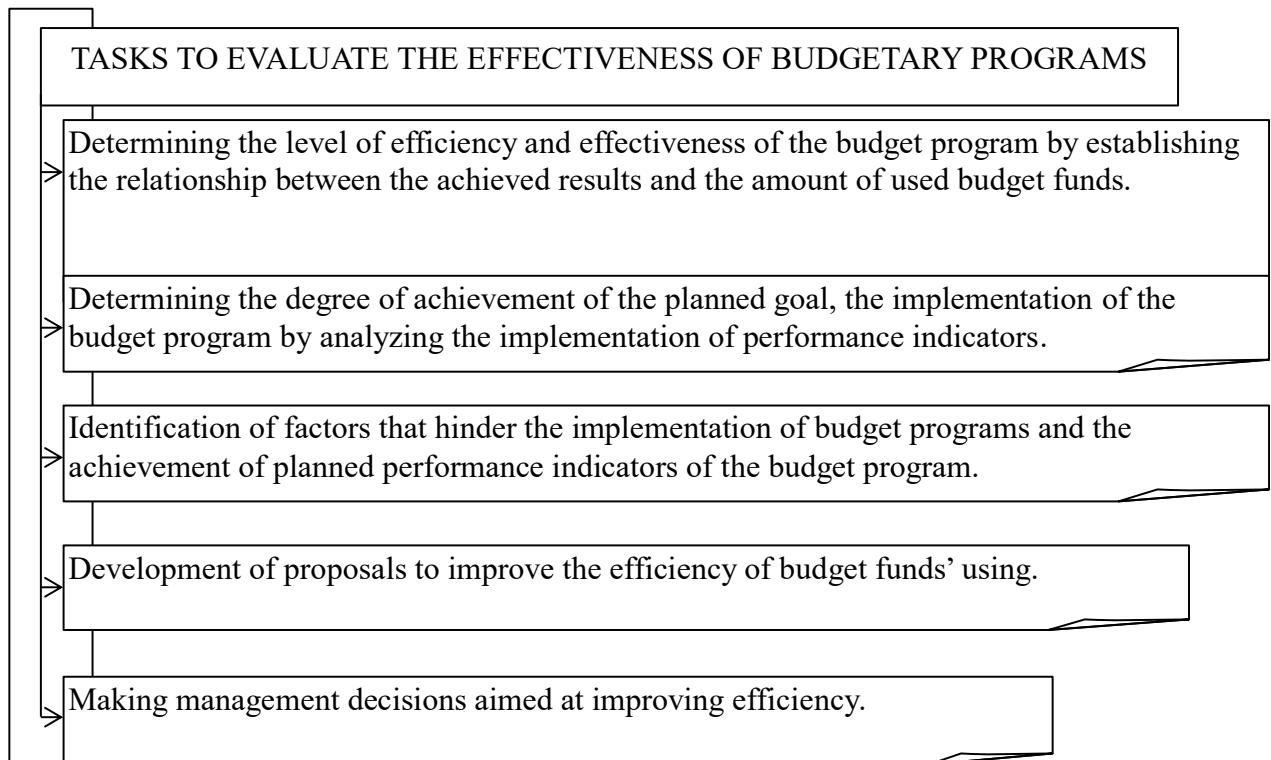 TASKS TO EVALUATE THE EFFECTIVENESS OF BUDGETARY PROGRAMS
Determining the level of efficiency and effectiveness of the budget program by establishing
the relationship between the achieved results and the amount of used budget funds.
Determining the degree of achievement of the planned goal, the implementation of the
budget program by analyzing the implementation of performance indicators.
Identification of factors that hinder the implementation of budget programs and the
achievement of planned performance indicators of the budget program.
Development of proposals to improve the efficiency of budget funds’ using.
Making management decisions aimed at improving efficiency.